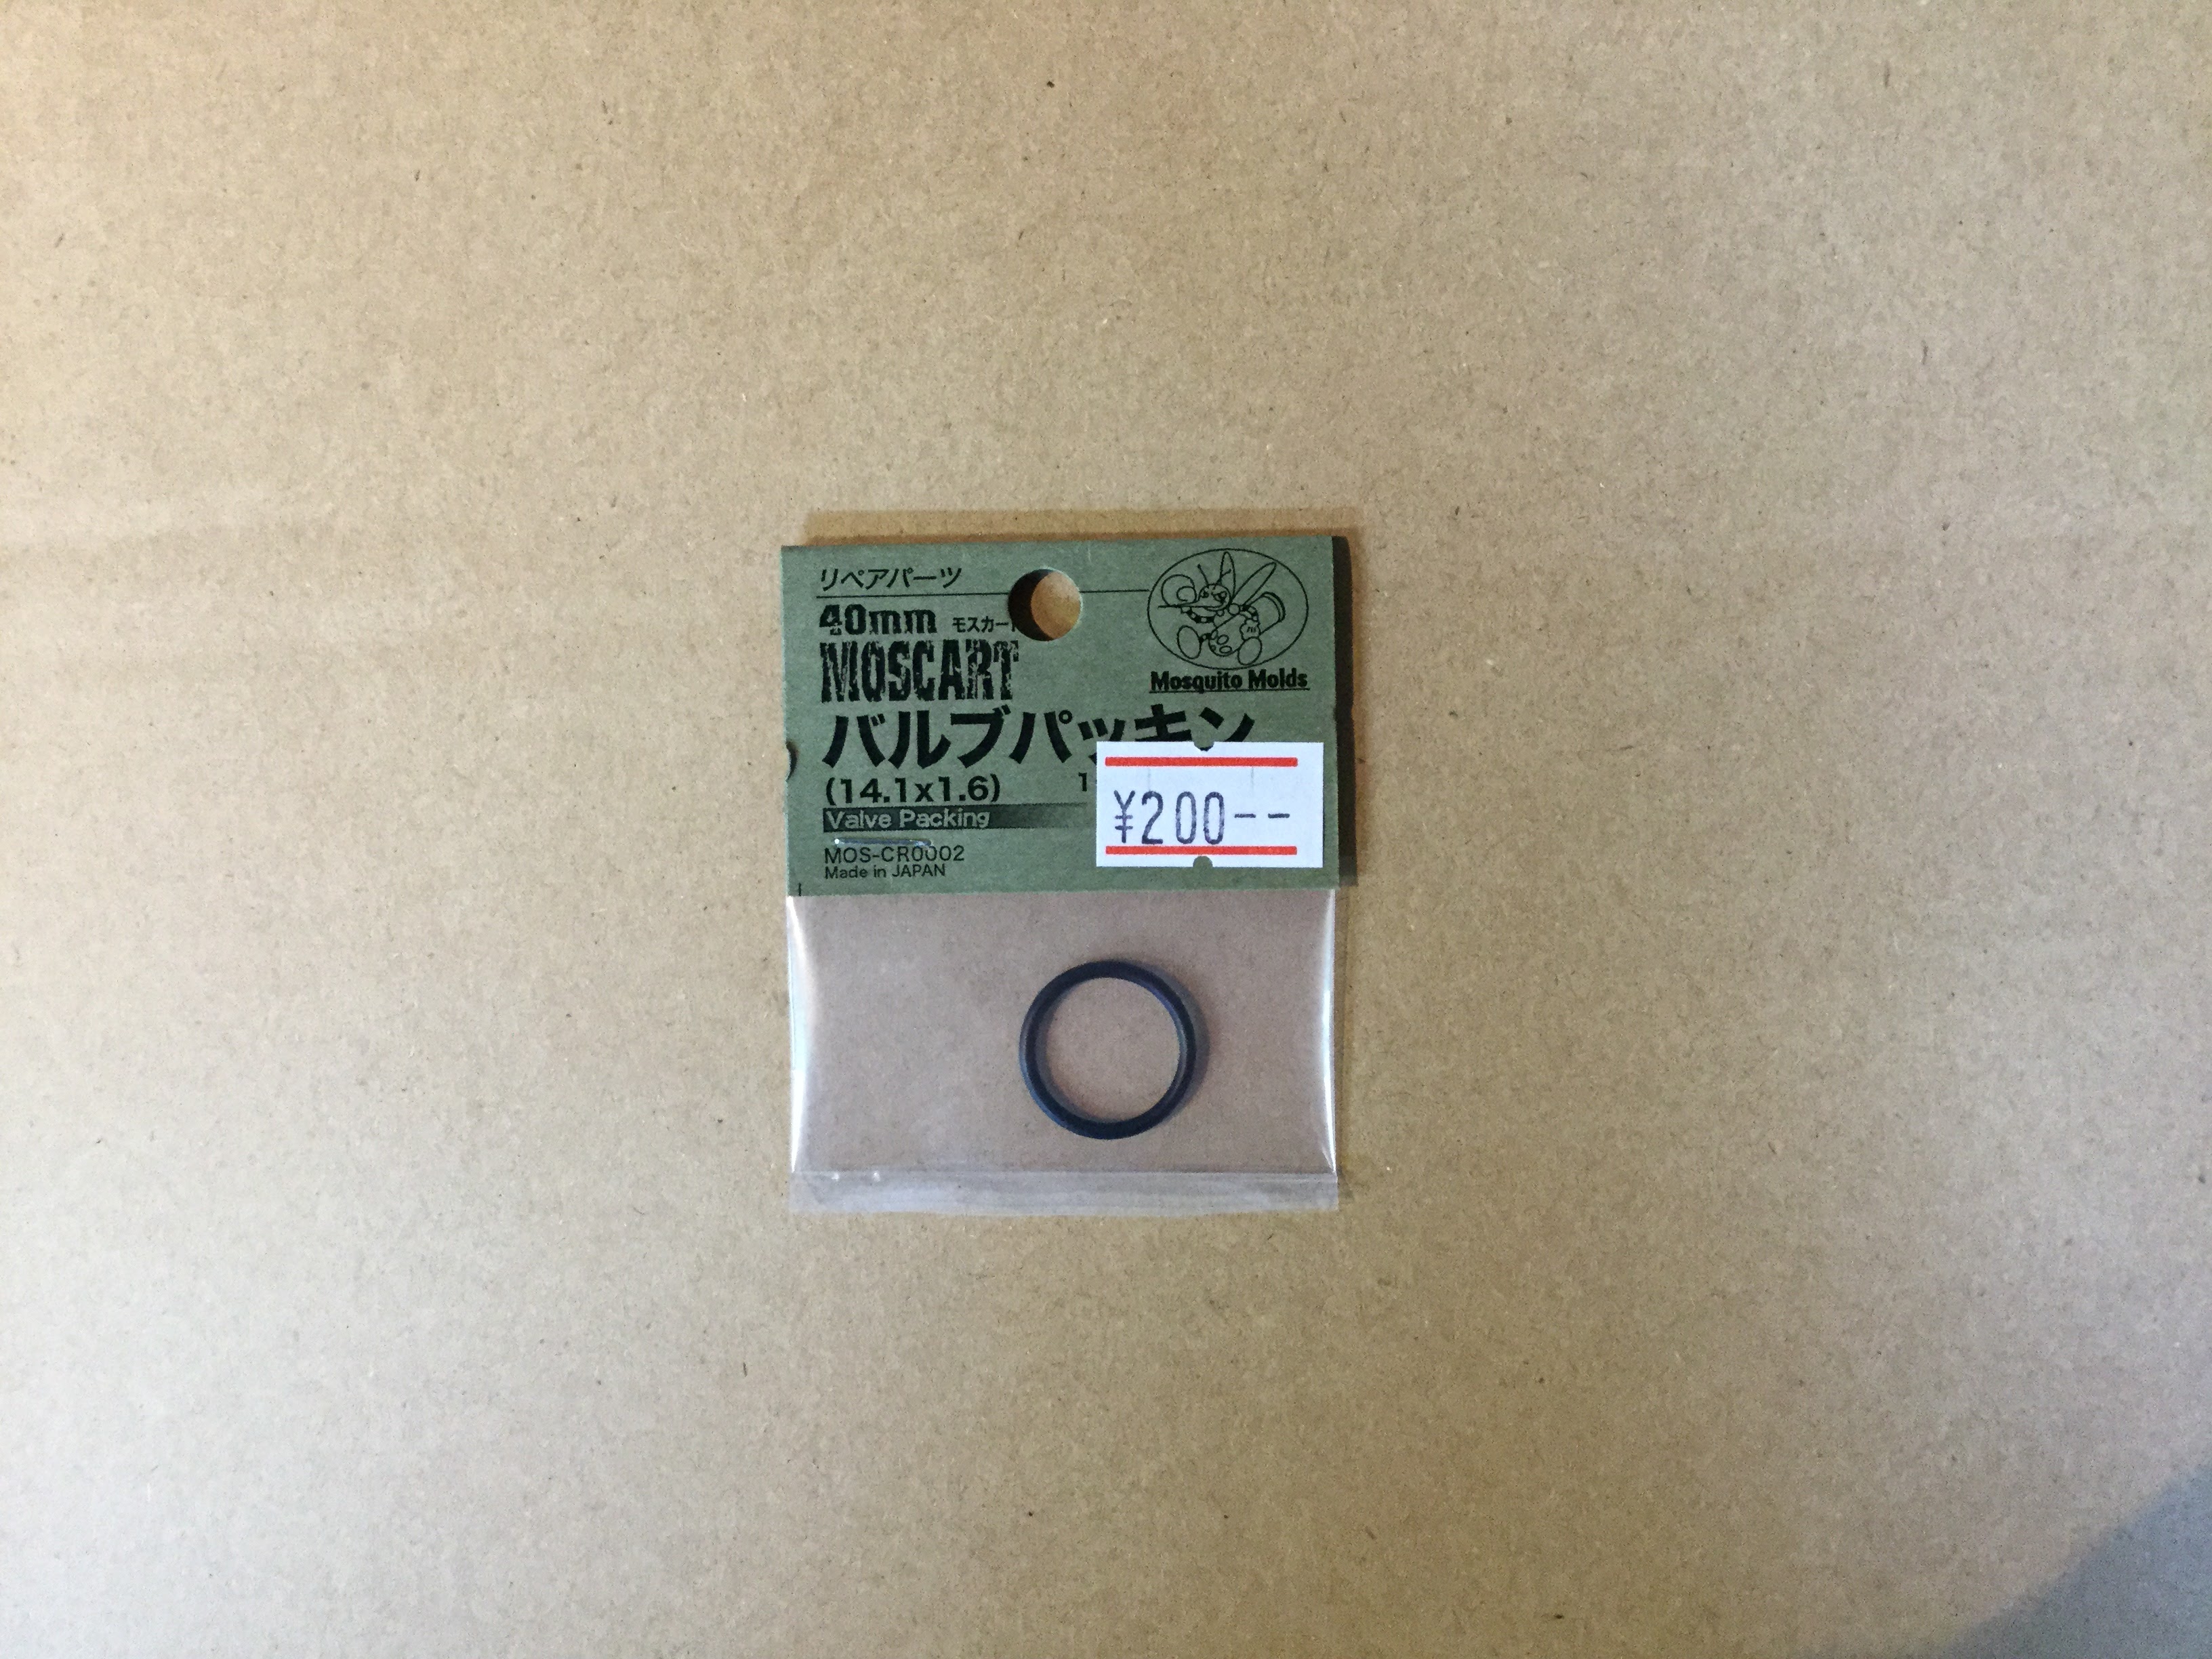 リペアパーツ
40mm モスカー
MOSCART
Mosquito Molds
バルブパッキン
(14.1x1.6)
¥200--
Valve Packing
MOS-CR0002
Made in JAPAN